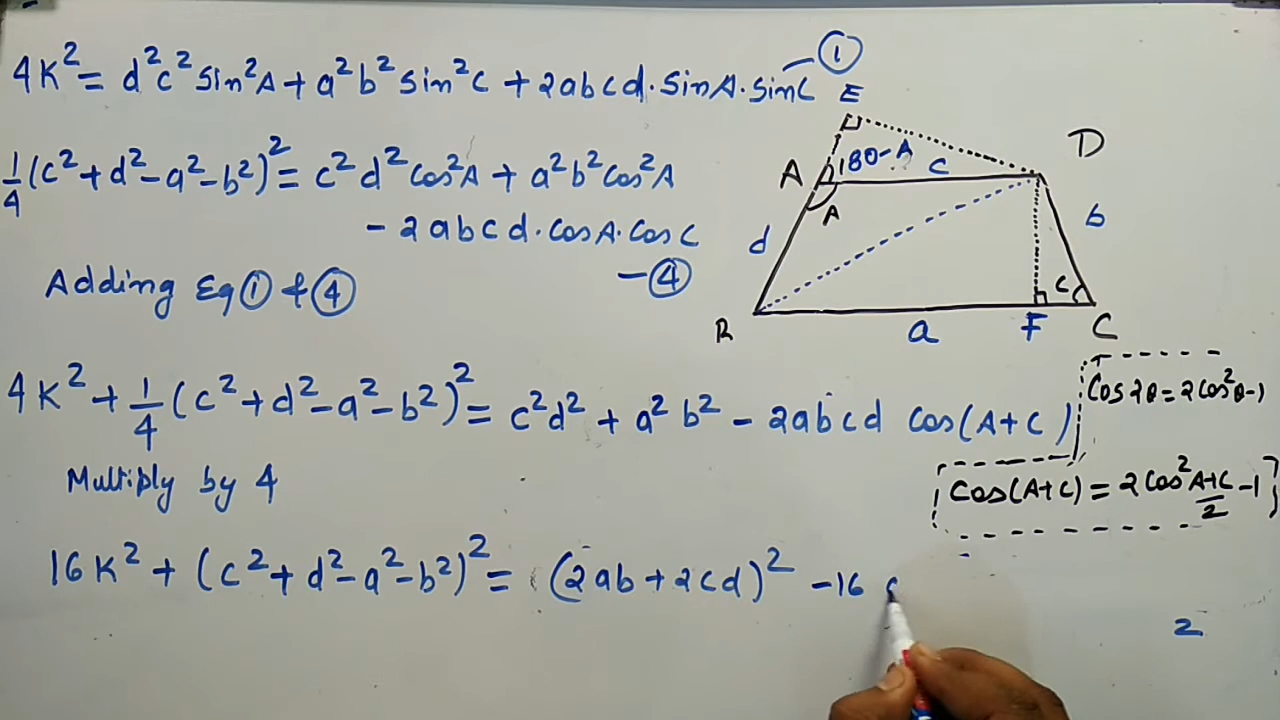 4K² = d²c² Sin²A + a²b² Sin²C + 2abcd·SinA·SinC — ①
1/4 (c² + d² - a² - b²)² = c²d² Cos²A + a²b² Cos²A
- 2abcd·CosA·CosC
— ④
Adding Eq ① & ④
4K² + 1/4 (c² + d² - a² - b²)² = c²d² + a²b² - 2abcd Cos(A+C)
Multiply by 4
16K² + (c² + d² - a² - b²)² = (2ab + 2cd)² - 16
2
E
D
A
180-A
c
A
d
b
c
B
a
F
C
Cos2θ = 2Cos²θ-1
Cos(A+C) = 2Cos² A+C/2 - 1